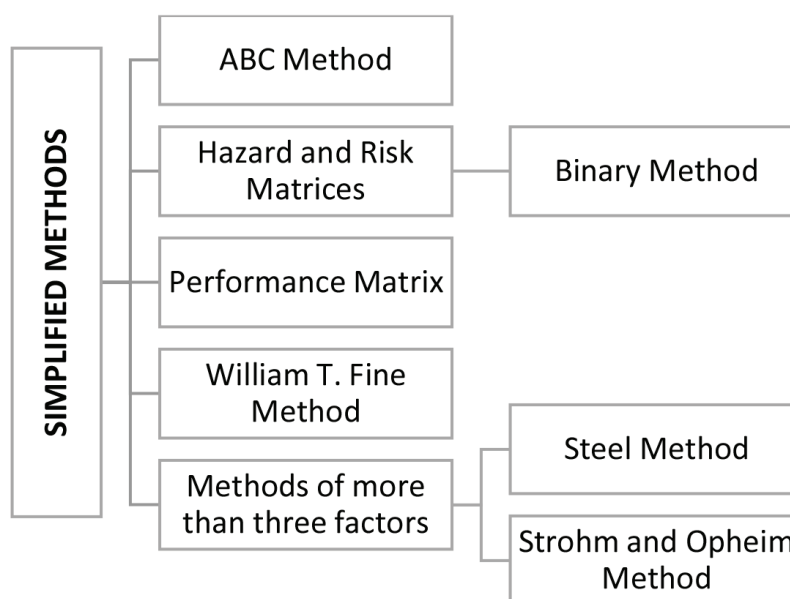 SIMPLIFIED METHODS
ABC Method
Hazard and Risk
Matrices
Binary Method
Performance Matrix
William T. Fine
Method
Methods of more
than three factors
Steel Method
Strohm and Opheim
Method